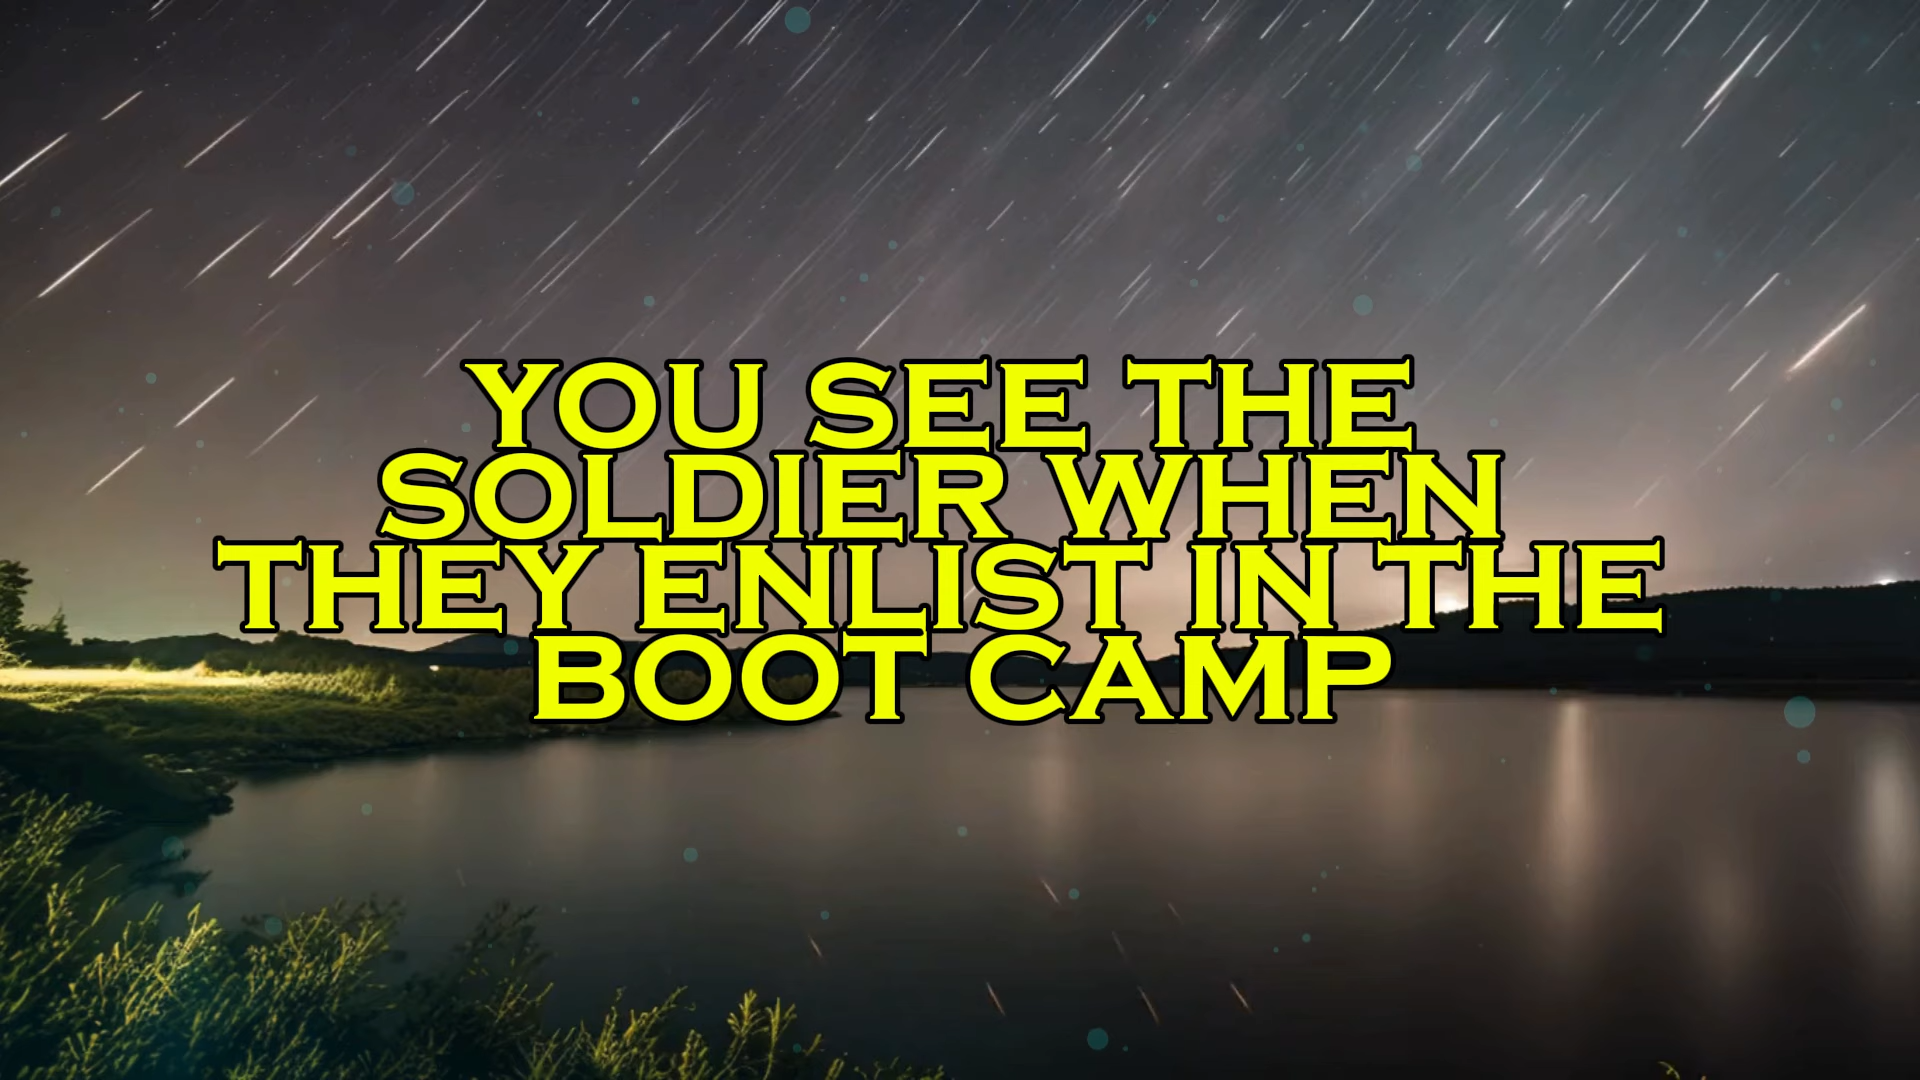 YOU SEE THE
SOLDIER WHEN
THEY ENLIST IN THE
BOOT CAMP